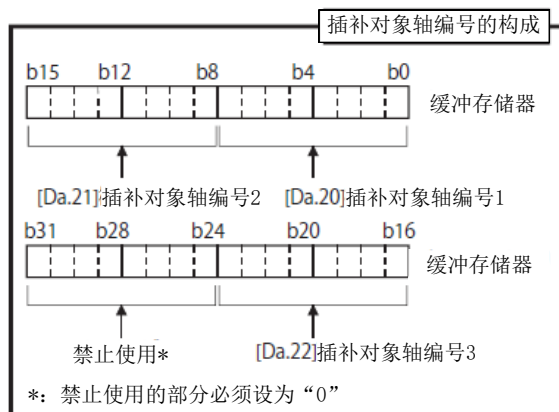 插补对象轴编号的构成
b15 b12 b8 b4 b0
缓冲存储器
[Da.21]插补对象轴编号2 [Da.20]插补对象轴编号1
b31 b28 b24 b20 b16
缓冲存储器
禁止使用* [Da.22]插补对象轴编号3
*: 禁止使用的部分必须设为“0”